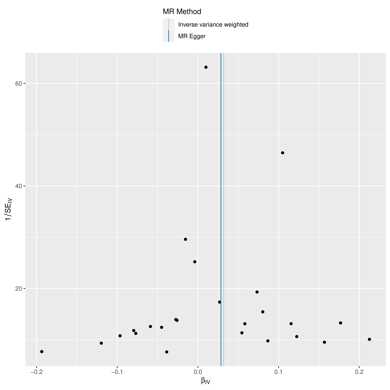 MR Method
Inverse variance weighted
MR Egger
60
40
20
1/SE_IV
−0.2
−0.1
0.0
0.1
0.2
β̂_IV